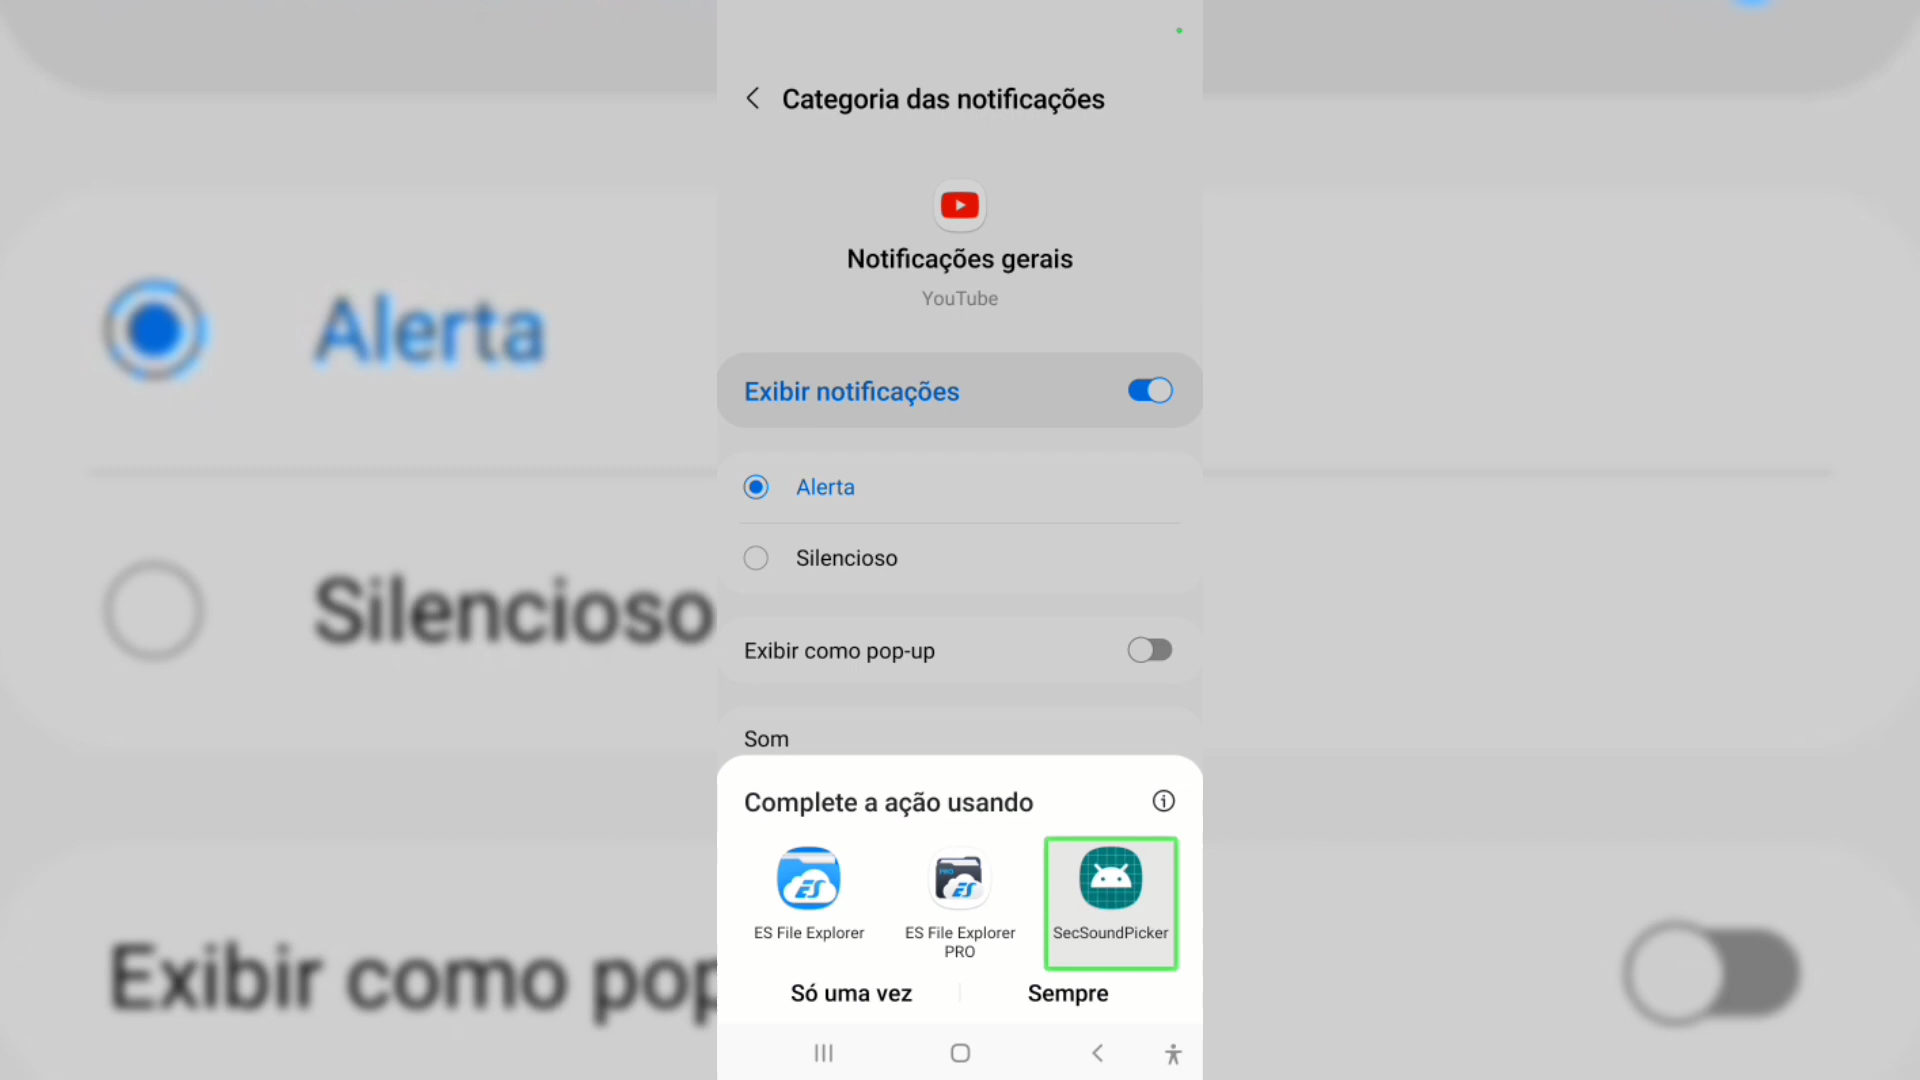 Categoria das notificações
Notificações gerais
YouTube
Exibir notificações
Alerta
Silencioso
Exibir como pop-up
Som
Complete a ação usando
ES File Explorer
PRO
ES File Explorer
PRO
SecSoundPicker
Só uma vez
Sempre
Alerta
Silencioso
Exibir como pop